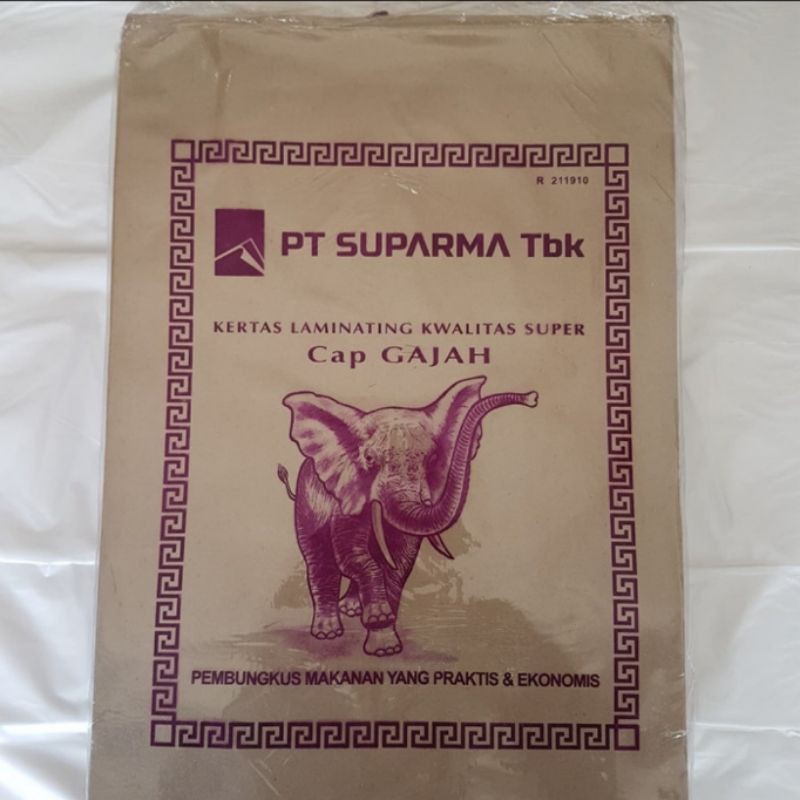 R 211910
PT SUPARMA Tbk
KERTAS LAMINATING KWALITAS SUPER
Cap GAJAH
PEMBUNGKUS MAKANAN YANG PRAKTIS & EKONOMIS